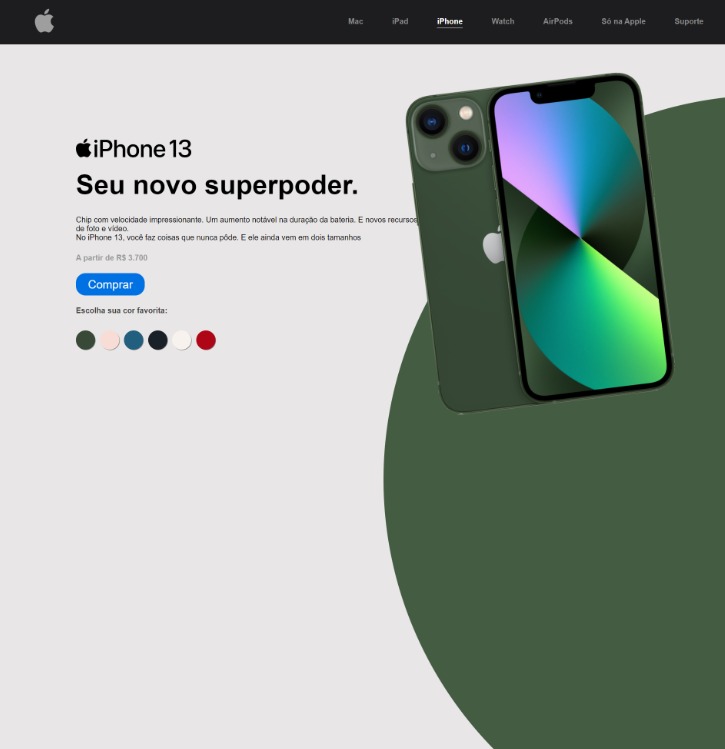 Mac iPad iPhone Watch AirPods Só na Apple Suporte
iPhone 13
Seu novo superpoder.
Chip com velocidade impressionante. Um aumento notável na duração da bateria. E novos recursos
de foto e vídeo.
No iPhone 13, você faz coisas que nunca pôde. E ele ainda vem em dois tamanhos
A partir de R$ 3.700
Comprar
Escolha sua cor favorita: